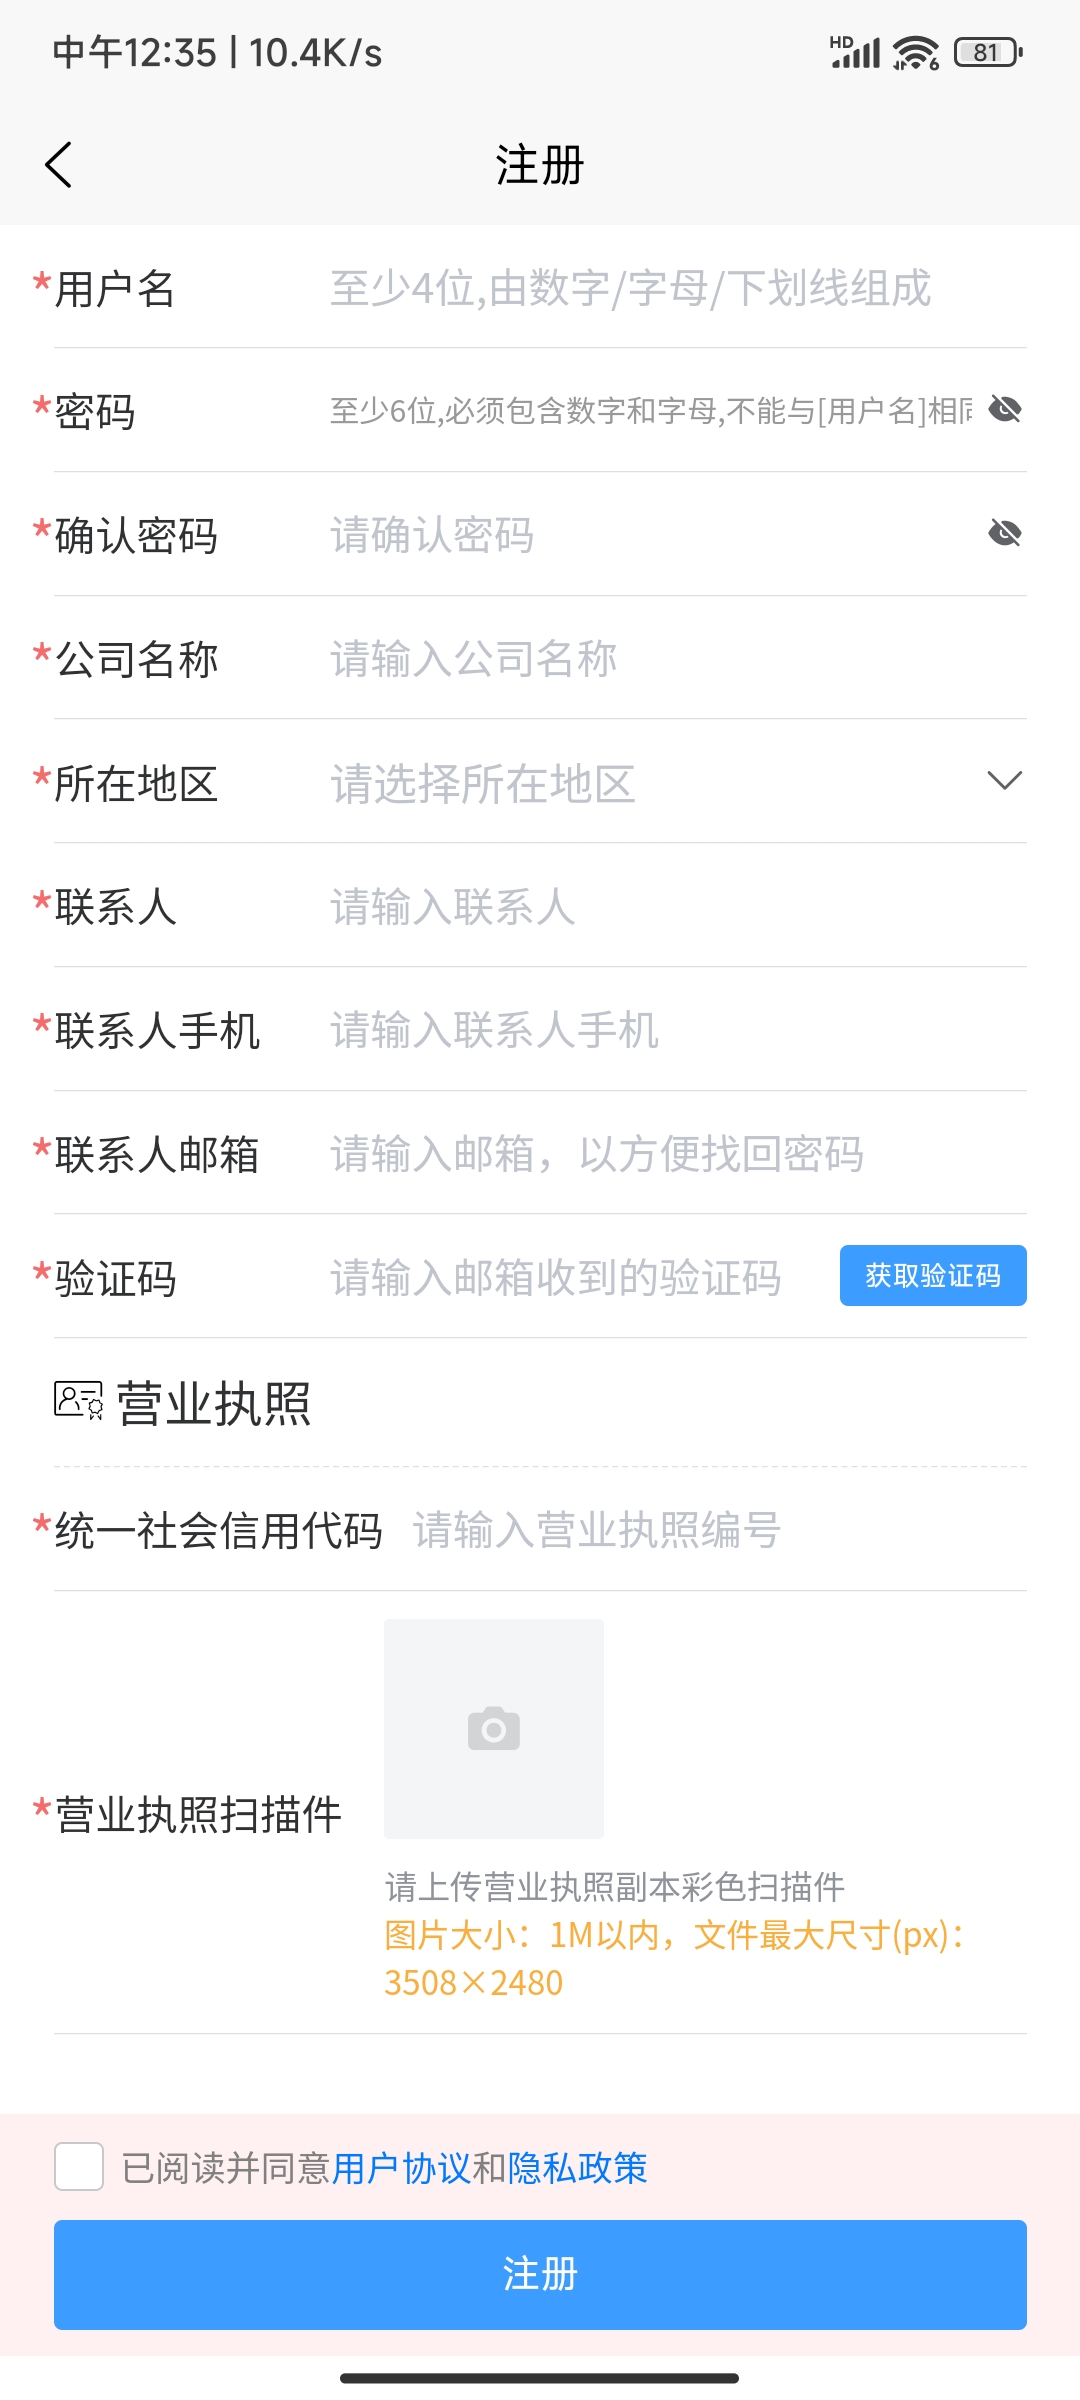 中午12:35 | 10.4K/s HD 6 81
注册
*用户名 至少4位,由数字/字母/下划线组成
*密码 至少6位,必须包含数字和字母,不能与[用户名]相
*确认密码 请确认密码
*公司名称 请输入公司名称
*所在地区 请选择所在地区
*联系人 请输入联系人
*联系人手机 请输入联系人手机
*联系人邮箱 请输入邮箱，以方便找回密码
*验证码 请输入邮箱收到的验证码 获取验证码
营业执照
*统一社会信用代码 请输入营业执照编号
*营业执照扫描件
请上传营业执照副本彩色扫描件
图片大小：1M以内，文件最大尺寸(px)：
3508×2480
已阅读并同意用户协议和隐私政策
注册